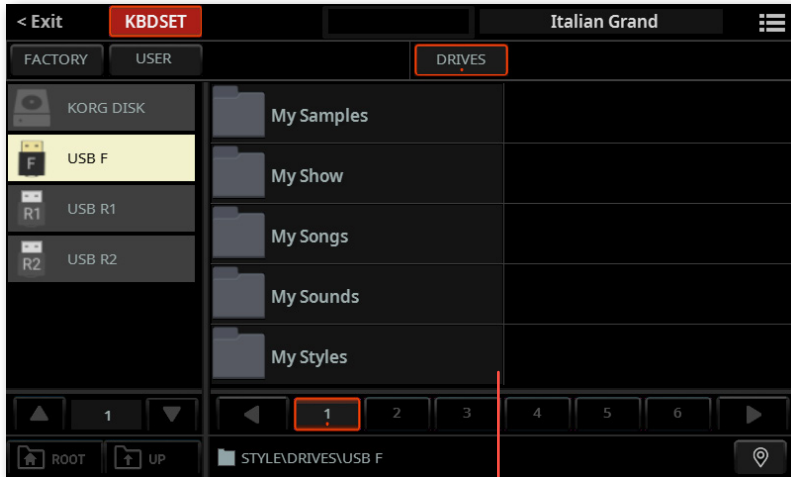 < Exit KBDSET Italian Grand
FACTORY USER DRIVES
KORG DISK
My Samples
F USB F
My Show
R1 USB R1
My Songs
R2 USB R2
My Sounds
My Styles
1 1 2 3 4 5 6
ROOT UP STYLE\DRIVES\USB F